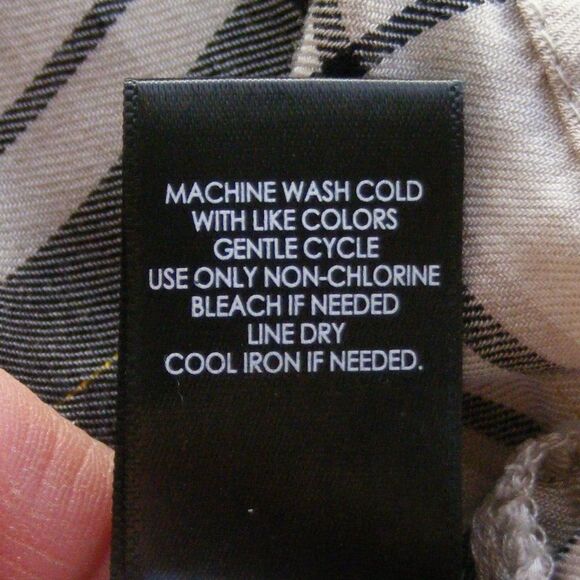 MACHINE WASH COLD
WITH LIKE COLORS
GENTLE CYCLE
USE ONLY NON-CHLORINE
BLEACH IF NEEDED
LINE DRY
COOL IRON IF NEEDED.